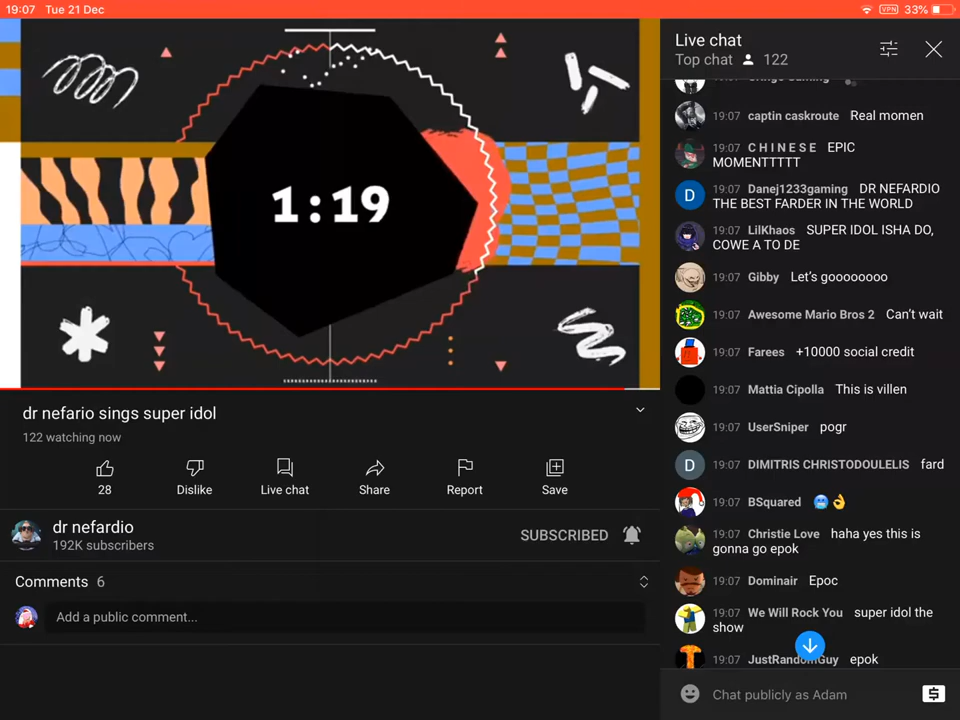 19:07 Tue 21 Dec
VPN 33%
1:19
dr nefario sings super idol
122 watching now
28
Dislike
Live chat
Share
Report
Save
dr nefardio
192K subscribers
SUBSCRIBED
Comments 6
Add a public comment...
Live chat
Top chat 122
19:07 captin caskroute Real momen
19:07 C H I N E S E EPIC
MOMENTTTTT
D
19:07 Danej1233gaming DR NEFARDIO
THE BEST FARDER IN THE WORLD
19:07 LilKhaos SUPER IDOL ISHA DO,
COWE A TO DE
19:07 Gibby Let's goooooooo
19:07 Awesome Mario Bros 2 Can't wait
19:07 Farees +10000 social credit
19:07 Mattia Cipolla This is villen
19:07 UserSniper pogr
D
19:07 DIMITRIS CHRISTODOULELIS fard
19:07 BSquared 🥶👌
19:07 Christie Love haha yes this is
gonna go epok
19:07 Dominair Epoc
19:07 We Will Rock You super idol the
show
19:07 JustRandomGuy epok
Chat publicly as Adam